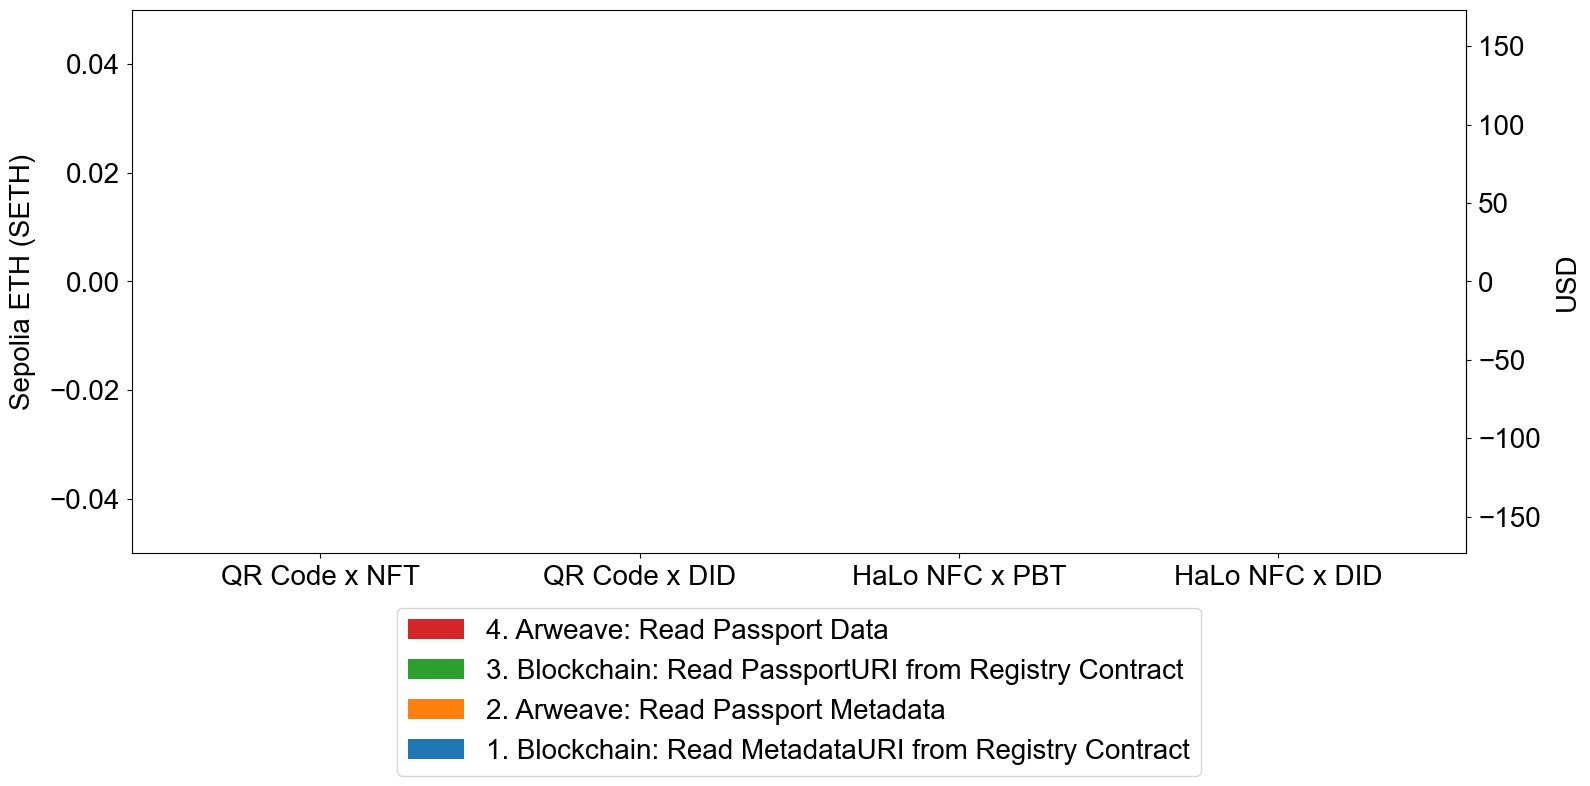 Sepolia ETH (SETH)
0.04
0.02
0.00
−0.02
−0.04
150
100
50
0
−50
−100
−150
USD
QR Code x NFT
QR Code x DID
HaLo NFC x PBT
HaLo NFC x DID
4. Arweave: Read Passport Data
3. Blockchain: Read PassportURI from Registry Contract
2. Arweave: Read Passport Metadata
1. Blockchain: Read MetadataURI from Registry Contract